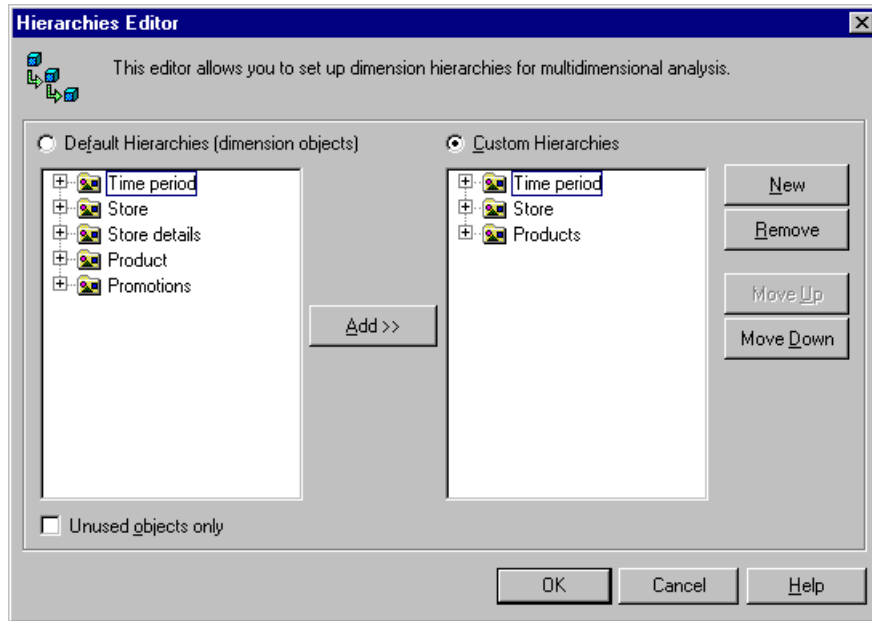 Hierarchies Editor
This editor allows you to set up dimension hierarchies for multidimensional analysis.
Default Hierarchies (dimension objects)
Custom Hierarchies
Time period
Store
Store details
Product
Promotions
Add >>
Time period
Store
Products
New
Remove
Move Up
Move Down
Unused objects only
OK
Cancel
Help